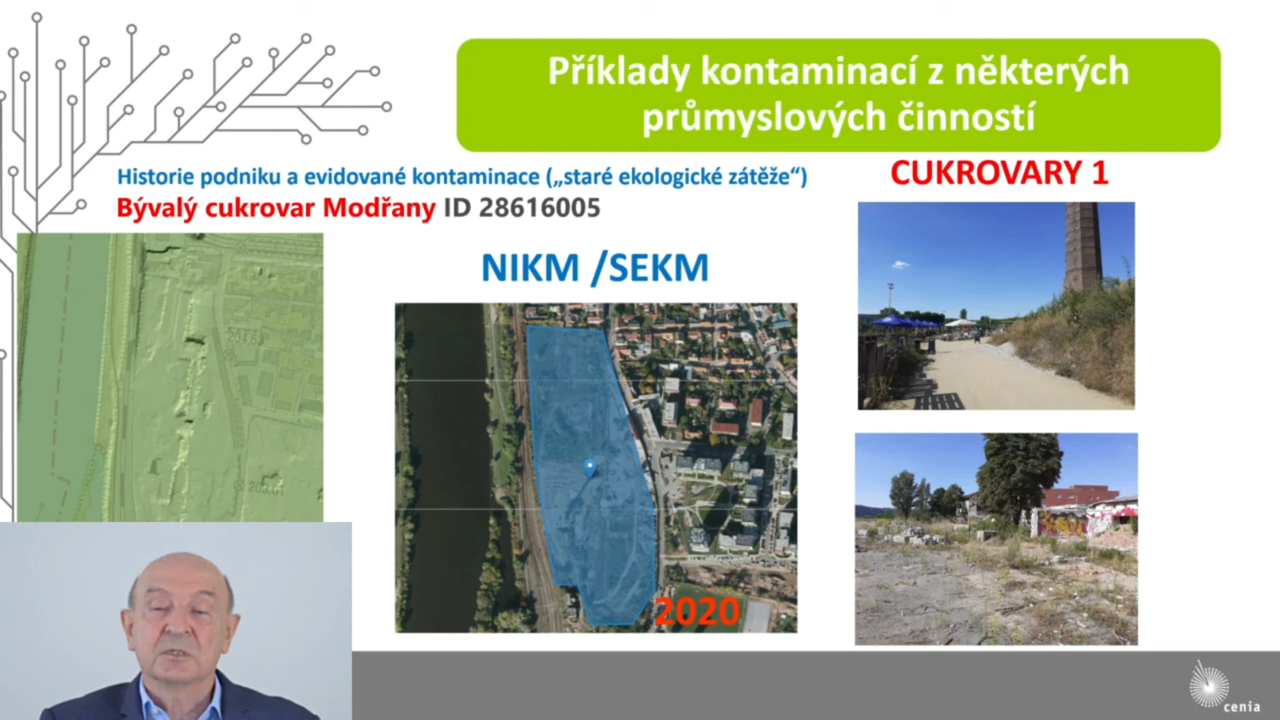 Příklady kontaminací z některých
průmyslových činností
Historie podniku a evidované kontaminace („staré ekologické zátěže“)
CUKROVARY 1
Bývalý cukrovar Modřany ID 28616005
NIKM /SEKM
2020
cenia